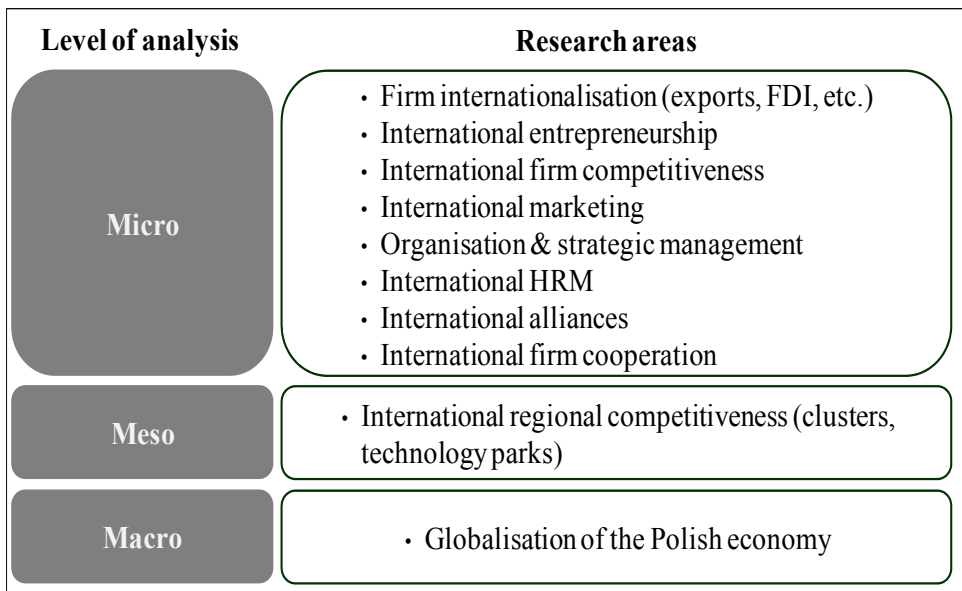 Level of analysis
Research areas
Micro
• Firm internationalisation (exports, FDI, etc.)
• International entrepreneurship
• International firm competitiveness
• International marketing
• Organisation & strategic management
• International HRM
• International alliances
• International firm cooperation
Meso
• International regional competitiveness (clusters,
technology parks)
Macro
• Globalisation of the Polish economy